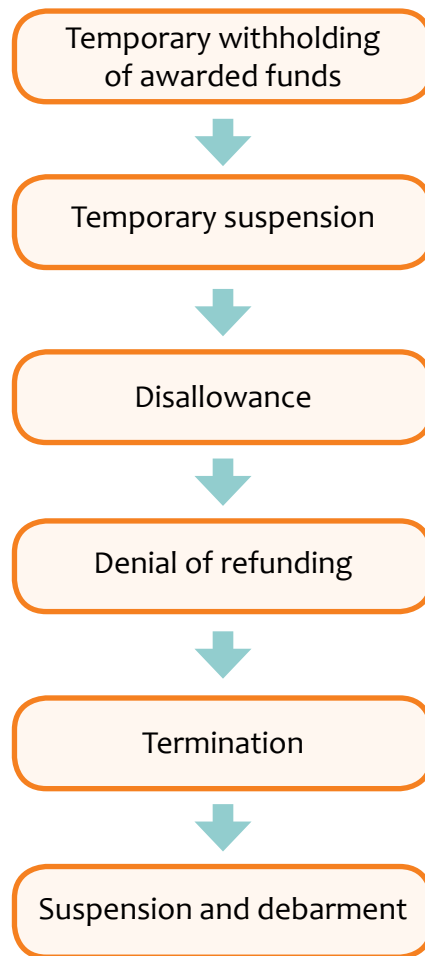 Temporary withholding
of awarded funds
Temporary suspension
Disallowance
Denial of refunding
Termination
Suspension and debarment